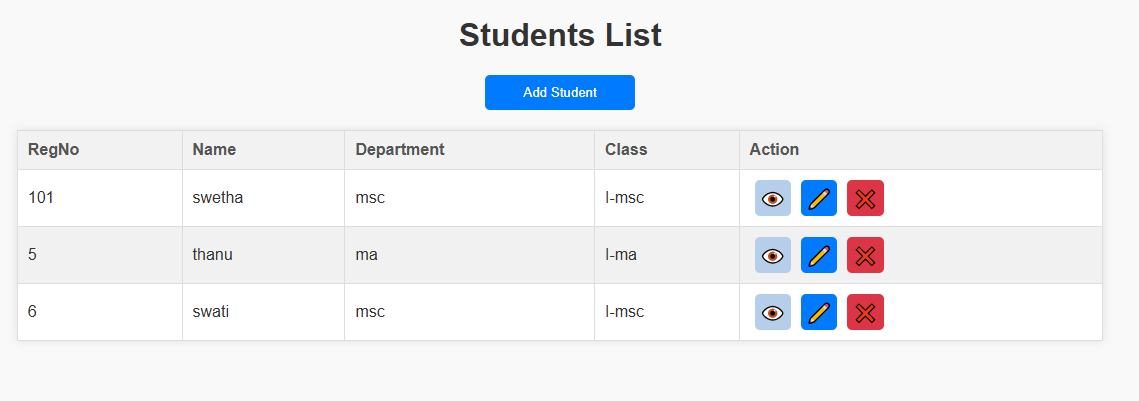 Students List
Add Student
RegNo Name Department Class Action
101 swetha msc I-msc
5 thanu ma I-ma
6 swati msc I-msc